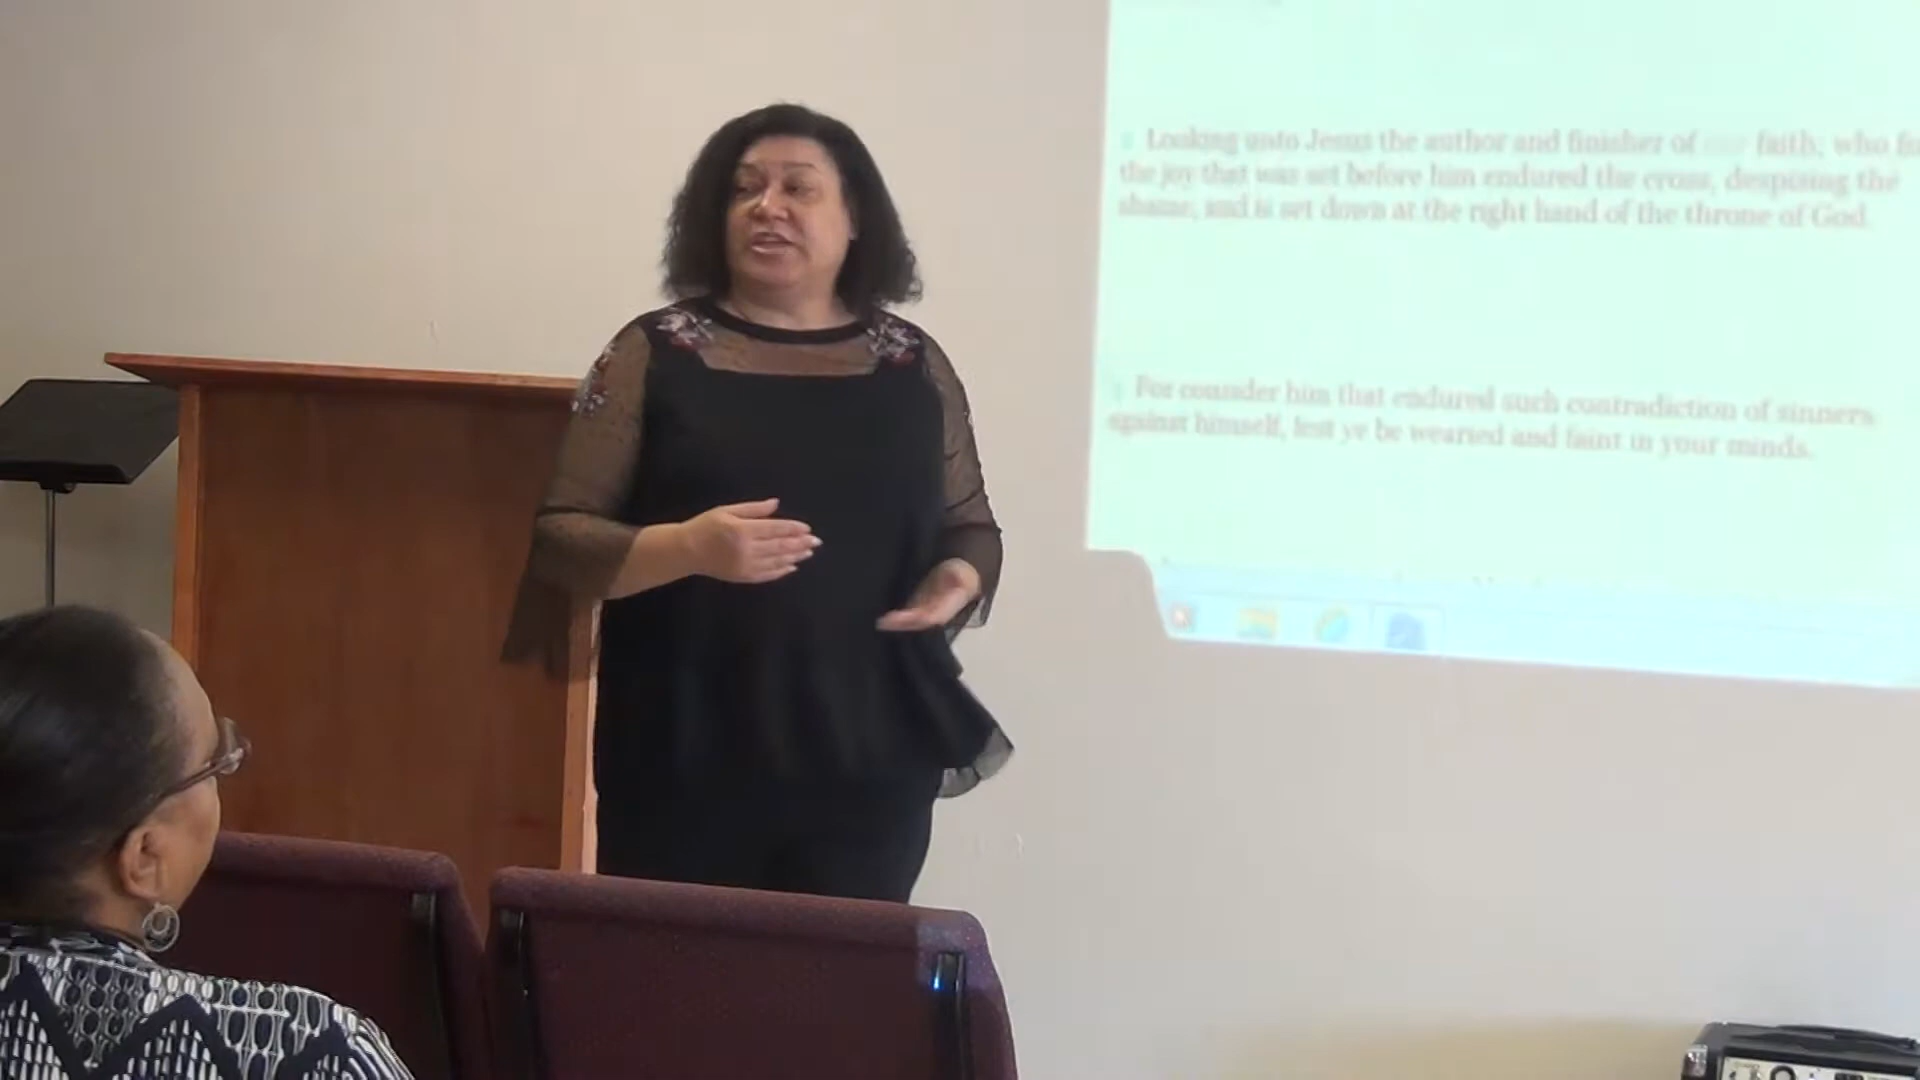 Looking unto Jesus the author and finisher of our faith; who fo
the joy that was set before him endured the cross, despising the
shame, and is set down at the right hand of the throne of God.
For consider him that endured such contradiction of sinners
against himself, lest ye be wearied and faint in your minds.